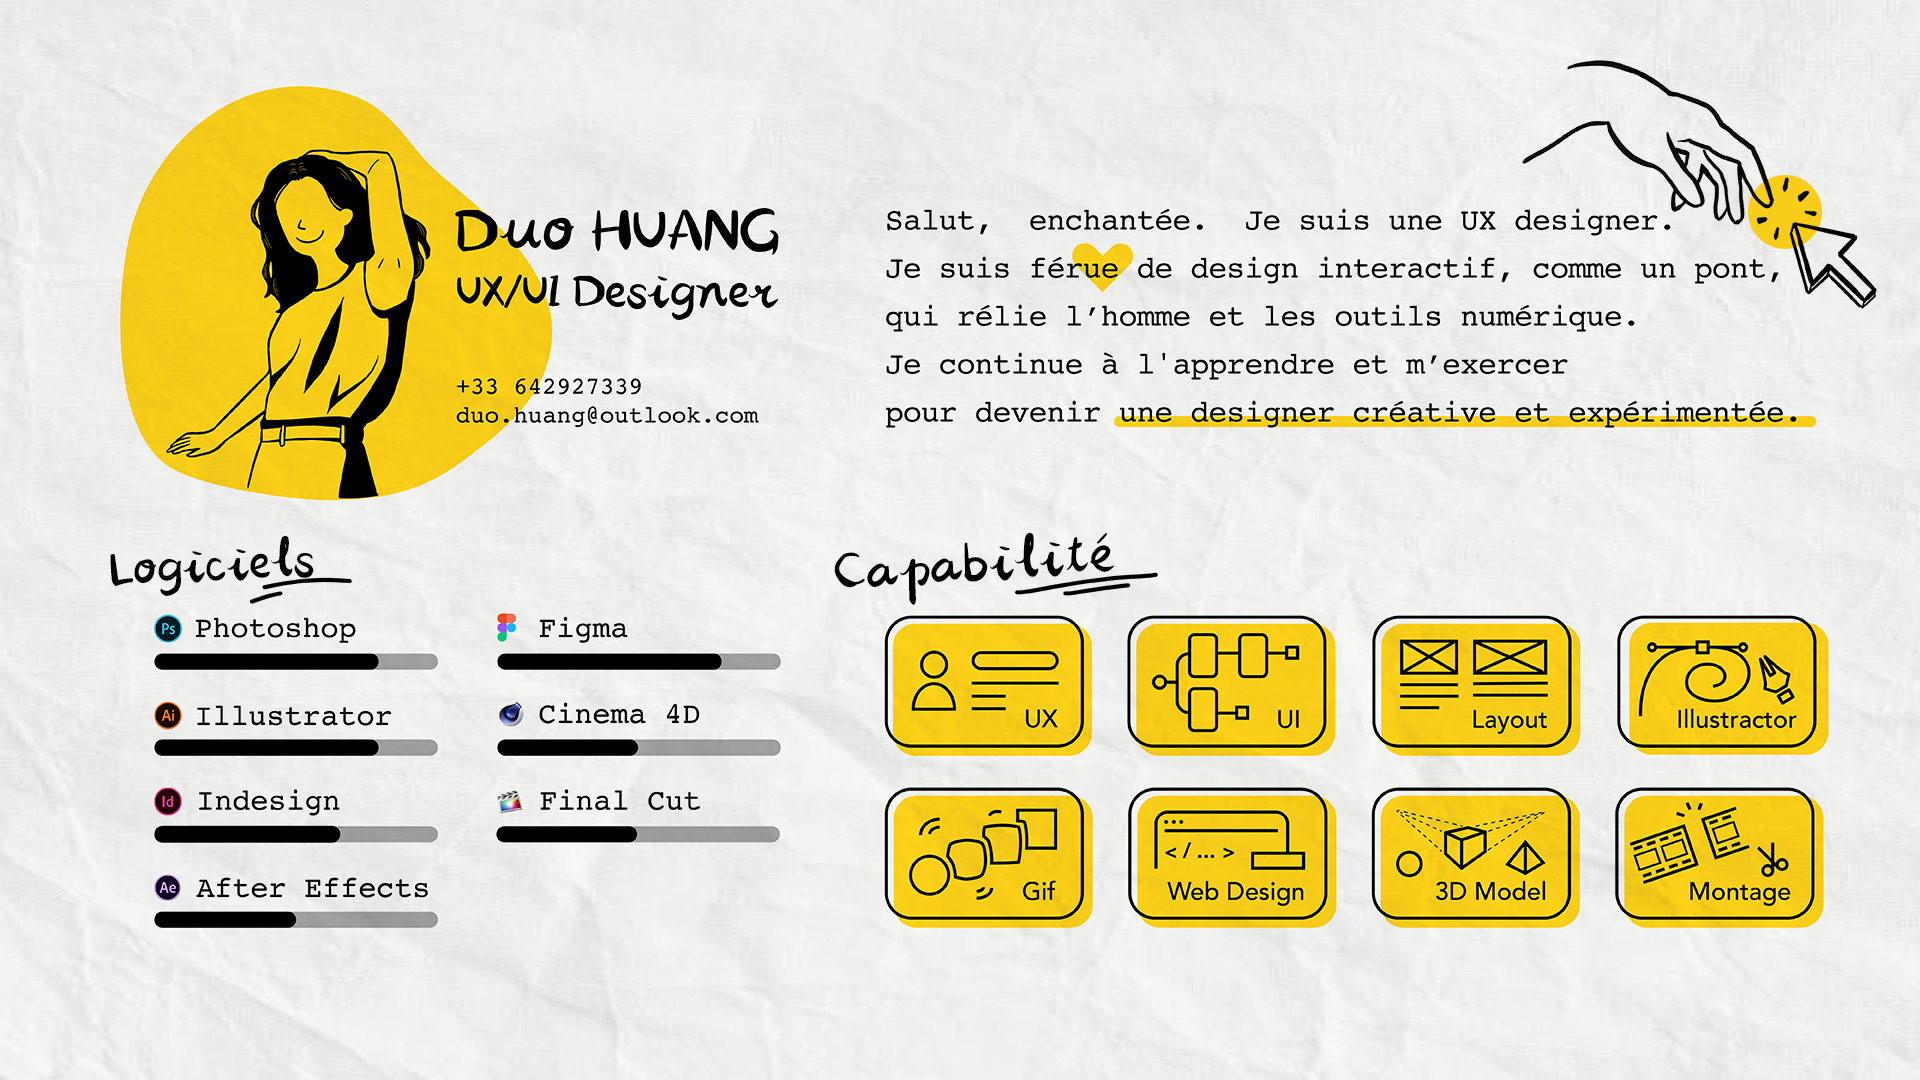 Duo HUANG
UX/UI Designer
+33 642927339
duo.huang@outlook.com
Salut,  enchantée.  Je suis une UX designer.
Je suis férue de design interactif, comme un pont,
qui rélie l’homme et les outils numérique.
Je continue à l'apprendre et m’exercer
pour devenir une designer créative et expérimentée.
Logiciels
Ps Photoshop
Ai Illustrator
Id Indesign
Ae After Effects
Figma
Cinema 4D
Final Cut
Capabilité
UX
UI
Layout
Illustractor
Gif
</...>
Web Design
3D Model
Montage